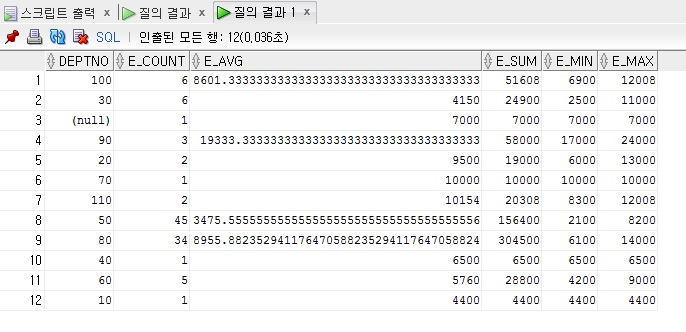 스크립트 출력 x 질의 결과 x 질의 결과 1 x
SQL | 인출된 모든 행: 12(0,036초)
DEPTNO E_COUNT E_AVG E_SUM E_MIN E_MAX
1 100 6 8601.333333333333333333333333333333333333 51608 6900 12008
2 30 6 4150 24900 2500 11000
3 (null) 1 7000 7000 7000 7000
4 90 3 19333.3333333333333333333333333333333333 58000 17000 24000
5 20 2 9500 19000 6000 13000
6 70 1 10000 10000 10000 10000
7 110 2 10154 20308 8300 12008
8 50 45 3475.555555555555555555555555555555555556 156400 2100 8200
9 80 34 8955.882352941176470588235294117647058824 304500 6100 14000
10 40 1 6500 6500 6500 6500
11 60 5 5760 28800 4200 9000
12 10 1 4400 4400 4400 4400